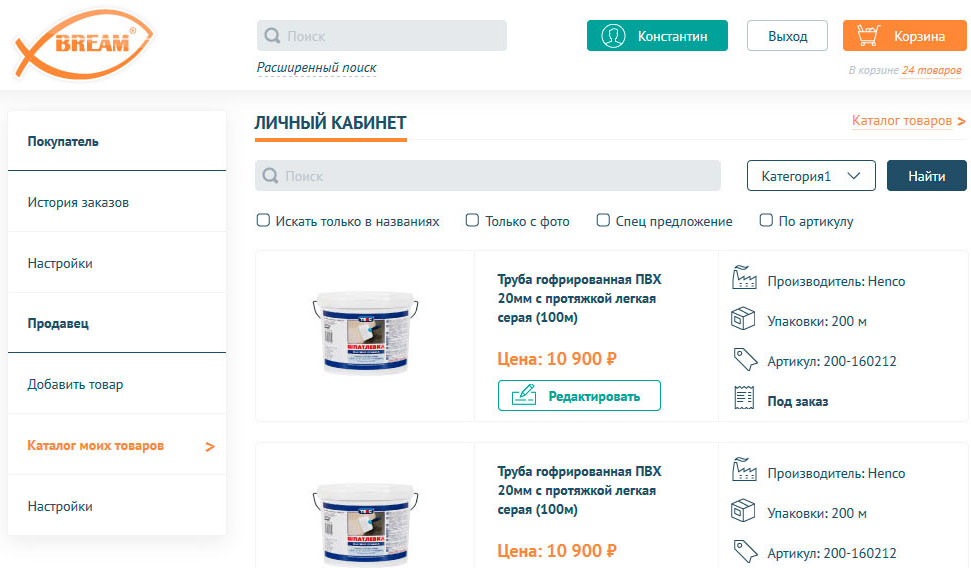 BREAM®
Поиск
Константин
Выход
Корзина
Расширенный поиск
В корзине 24 товаров
Покупатель
История заказов
Настройки
Продавец
Добавить товар
Каталог моих товаров >
Настройки
ЛИЧНЫЙ КАБИНЕТ
Каталог товаров >
Поиск
Категория1
Найти
Искать только в названиях
Только с фото
Спец предложение
По артикулу
ТЕКС
ШПАТЛЕВКА
Труба гофрированная ПВХ
20мм с протяжкой легкая
серая (100м)
Цена: 10 900 ₽
Редактировать
Производитель: Henco
Упаковки: 200 м
Артикул: 200-160212
Под заказ
ТЕКС
ШПАТЛЕВКА
Труба гофрированная ПВХ
20мм с протяжкой легкая
серая (100м)
Цена: 10 900 ₽
Производитель: Henco
Упаковки: 200 м
Артикул: 200-160212